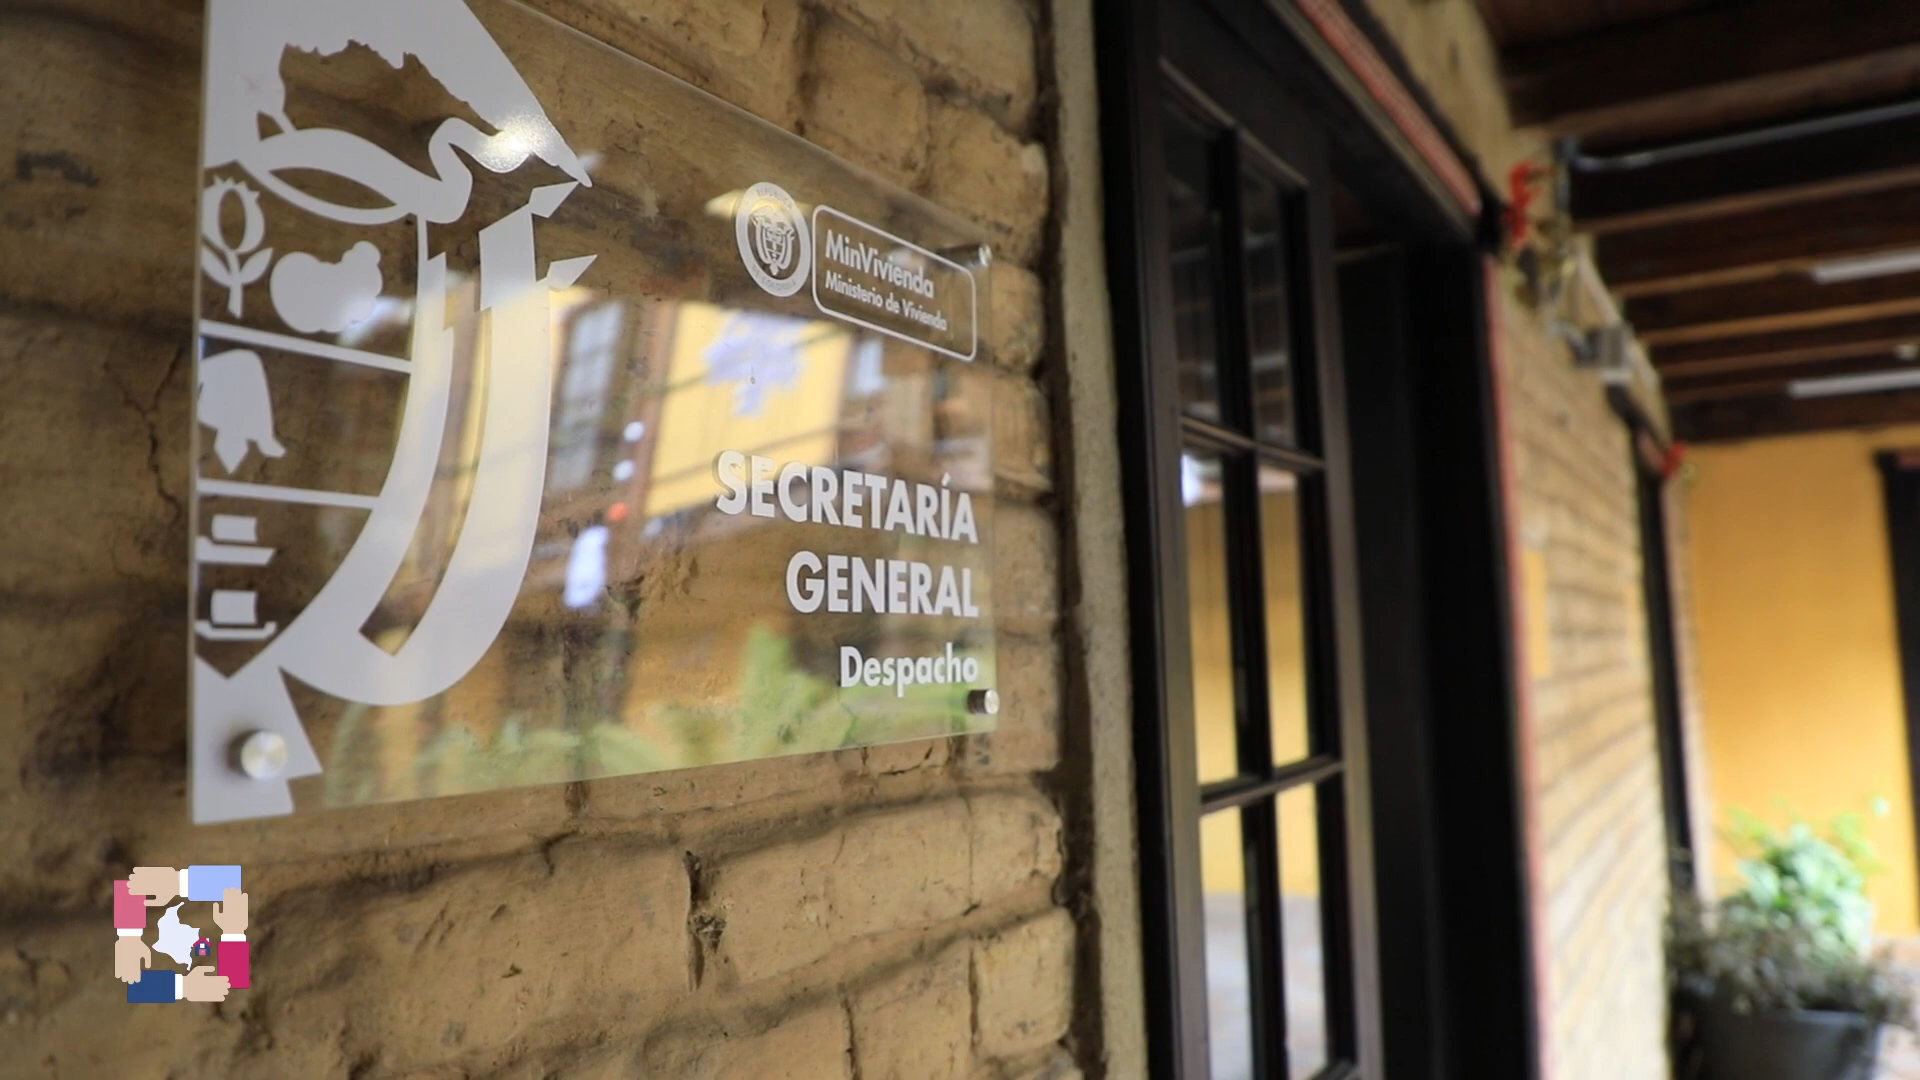 MinVivienda
Ministerio de Vivienda
SECRETARÍA
GENERAL
Despacho